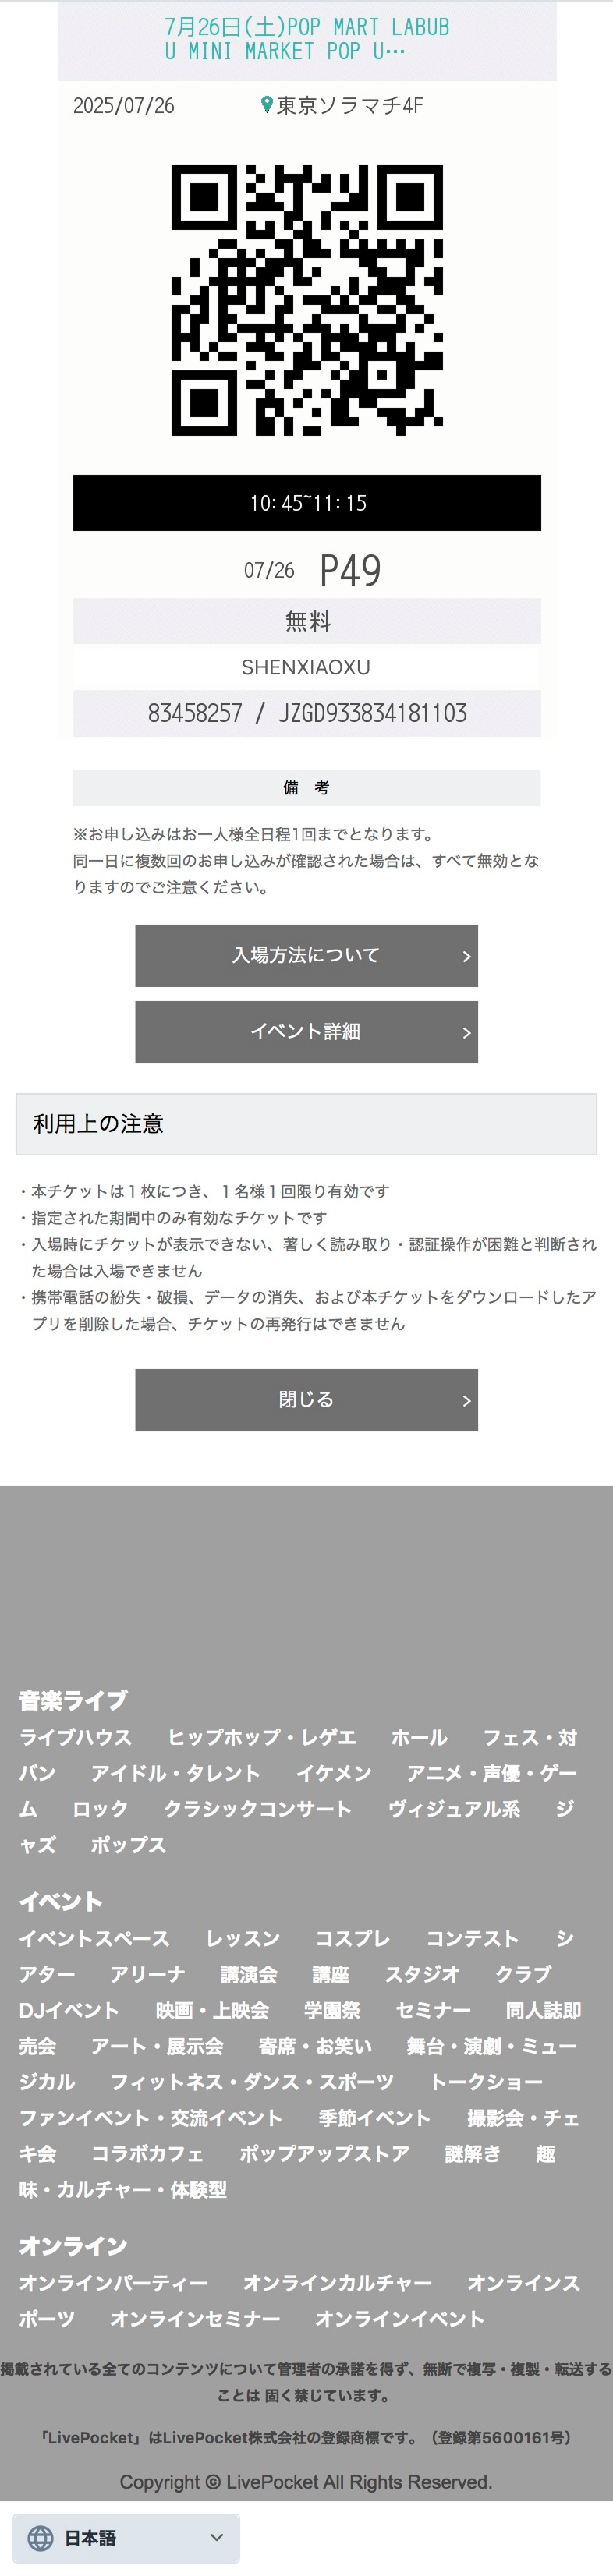 7月26日(土)POP MART LABUB
U MINI MARKET POP U…
2025/07/26 東京ソラマチ4F
10:45~11:15
07/26 P49
無料
SHENXIAOXU
83458257 / JZGD933834181103
備 考
※お申し込みはお一人様全日程1回までとなります。
同一日に複数回のお申し込みが確認された場合は、すべて無効とな
りますのでご注意ください。
入場方法について
イベント詳細
利用上の注意
・本チケットは１枚につき、１名様１回限り有効です
・指定された期間中のみ有効なチケットです
・入場時にチケットが表示できない、著しく読み取り・認証操作が困難と判断され
た場合は入場できません
・携帯電話の紛失・破損、データの消失、および本チケットをダウンロードしたア
プリを削除した場合、チケットの再発行はできません
閉じる
音楽ライブ
ライブハウス ヒップホップ・レゲエ ホール フェス・対
バン アイドル・タレント イケメン アニメ・声優・ゲー
ム ロック クラシックコンサート ヴィジュアル系 ジ
ャズ ポップス
イベント
イベントスペース レッスン コスプレ コンテスト シ
アター アリーナ 講演会 講座 スタジオ クラブ
DJイベント 映画・上映会 学園祭 セミナー 同人誌即
売会 アート・展示会 寄席・お笑い 舞台・演劇・ミュー
ジカル フィットネス・ダンス・スポーツ トークショー
ファンイベント・交流イベント 季節イベント 撮影会・チェ
キ会 コラボカフェ ポップアップストア 謎解き 趣
味・カルチャー・体験型
オンライン
オンラインパーティー オンラインカルチャー オンラインス
ポーツ オンラインセミナー オンラインイベント
掲載されている全てのコンテンツについて管理者の承諾を得ず、無断で複写・複製・転送する
ことは 固く禁じています。
「LivePocket」はLivePocket株式会社の登録商標です。（登録第5600161号）
Copyright © LivePocket All Rights Reserved.
日本語